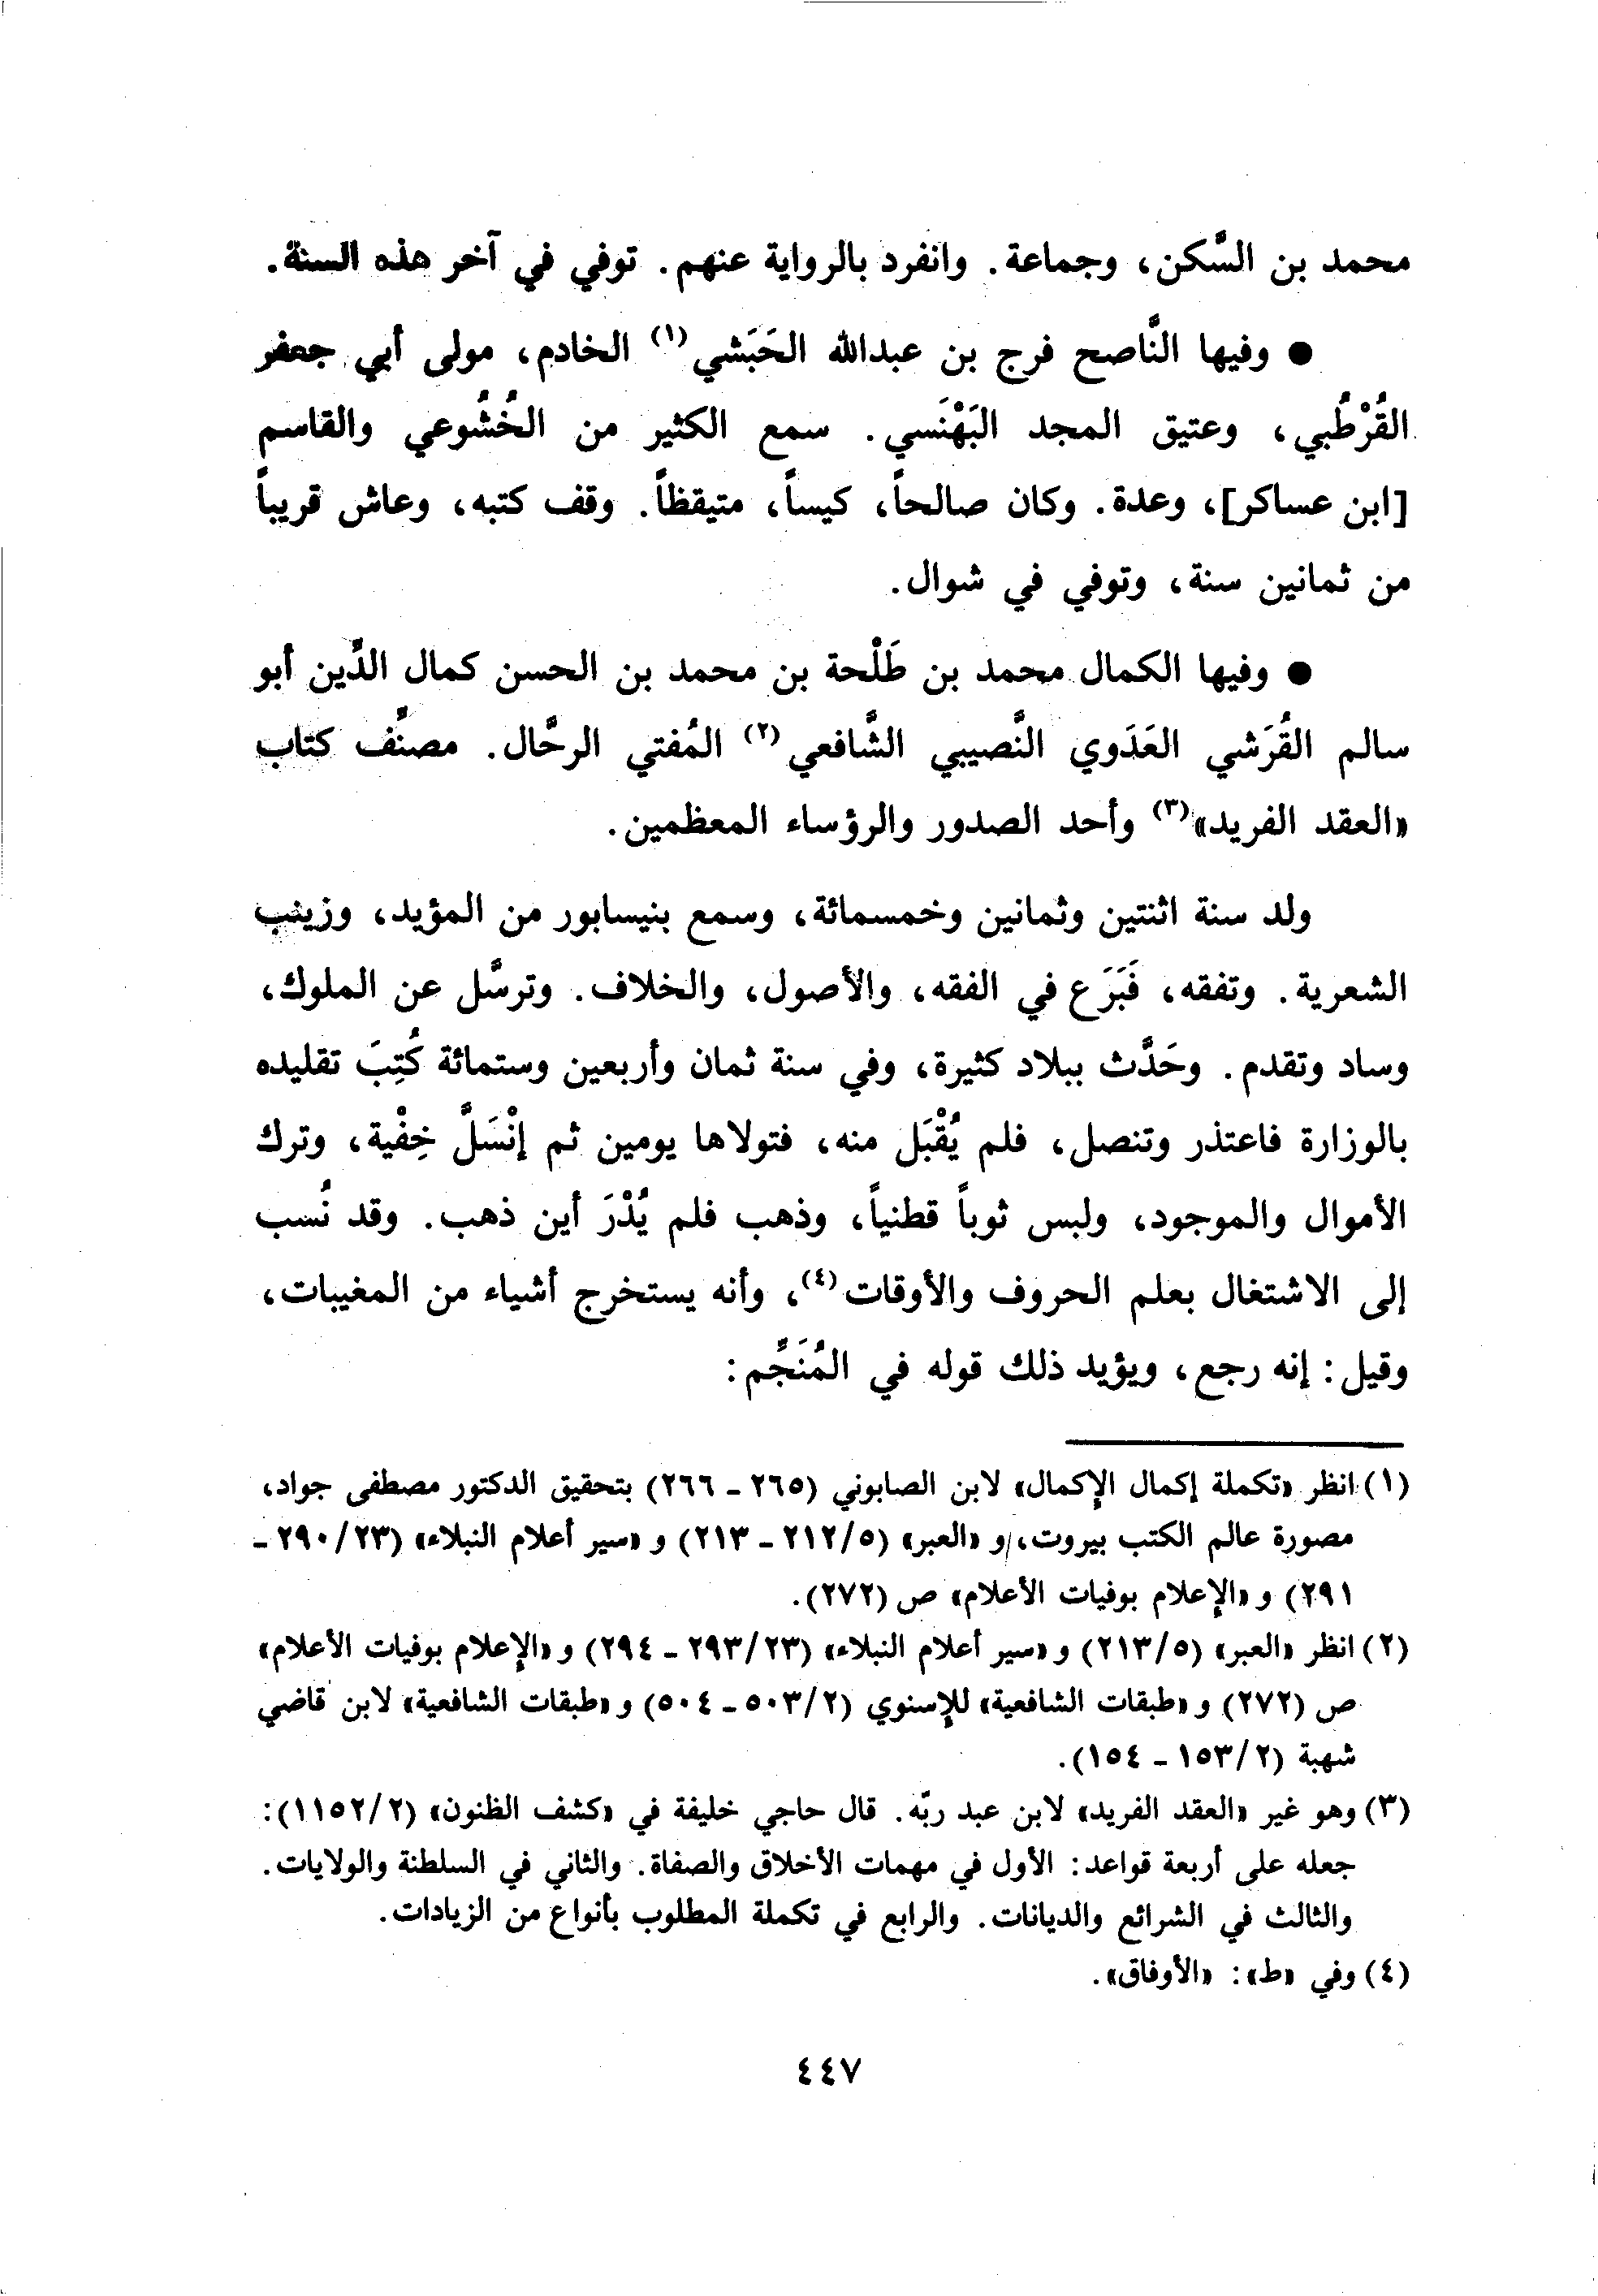 محمد بن السَّكن، وجماعة. وانفرد بالرواية عنهم. توفي في آخر هذه السنة.
● وفيها النَّاصح فرج بن عبدالله الحَبَشي(١) الخادم، مولى أبي جعفر
القُرْطُبي، وعتيق المجد البَهْنَسي. سمع الكثير من الخُشُوعي والقاسم
[ابن عساكر]، وعدة. وكان صالحاً، كيساً، متيقظاً. وقف كتبه، وعاش قريباً
من ثمانين سنة، وتوفي في شوال.
● وفيها الكمال محمد بن طَلْحة بن محمد بن الحسن كمال الدِّين أبو
سالم القُرَشي العَدَوي النَّصيبي الشَّافعي(٢) المُفتي الرحَّال. مصنِّف كتاب
«العقد الفريد»(٣) وأحد الصدور والرؤساء المعظمين.
ولد سنة اثنتين وثمانين وخمسمائة، وسمع بنيسابور من المؤيد، وزينب
الشعرية. وتفقه، فَبَرَع في الفقه، والأصول، والخلاف. وترسَّل عن الملوك،
وساد وتقدم. وحَدَّث ببلاد كثيرة، وفي سنة ثمان وأربعين وستمائة كُتِبَ تقليده
بالوزارة فاعتذر وتنصل، فلم يُقْبَل منه، فتولاها يومين ثم إنْسَلَّ خِفْية، وترك
الأموال والموجود، ولبس ثوباً قطنياً، وذهب فلم يُدْرَ أين ذهب. وقد نُسب
إلى الاشتغال بعلم الحروف والأوقات(٤)، وأنه يستخرج أشياء من المغيبات،
وقيل: إنه رجع، ويؤيد ذلك قوله في المُنَجِّم:
(١) انظر «تكملة إكمال الإكمال» لابن الصابوني (٢٦٥ - ٢٦٦) بتحقيق الدكتور مصطفى جواد،
مصورة عالم الكتب بيروت، و «العبر» (٥/٢١٢ - ٢١٣) و «سير أعلام النبلاء» (٢٣/٢٩٠ -
٢٩١) و «الإعلام بوفيات الأعلام» ص (٢٧٢).
(٢) انظر «العبر» (٥/٢١٣) و «سير أعلام النبلاء» (٢٣/٢٩٣ - ٢٩٤) و «الإعلام بوفيات الأعلام»
ص (٢٧٢) و «طبقات الشافعية» للإسنوي (٢/٥٠٣ - ٥٠٤) و «طبقات الشافعية» لابن قاضي
شهبة (٢/١٥٣ - ١٥٤).
(٣) وهو غير «العقد الفريد» لابن عبد ربّه. قال حاجي خليفة في «كشف الظنون» (٢/١١٥٢):
جعله على أربعة قواعد: الأول في مهمات الأخلاق والصفاة. والثاني في السلطنة والولايات.
والثالث في الشرائع والديانات. والرابع في تكملة المطلوب بأنواع من الزيادات.
(٤) وفي «ط»: «الأوفاق».
٤٤٧